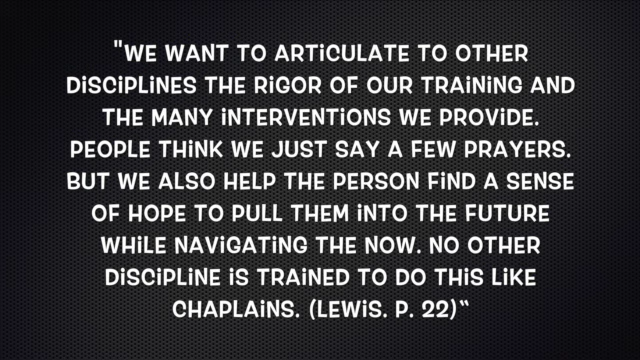 "WE WANT TO ARTiCULATE TO OTHER
DiSCiPLiNES THE RiGOR OF OUR TRAiNiNG AND
THE MANY iNTERVENTiONS WE PROViDE.
PEOPLE THiNK WE JUST SAY A FEW PRAYERS.
BUT WE ALSO HELP THE PERSON FiND A SENSE
OF HOPE TO PULL THEM iNTO THE FUTURE
WHiLE NAViGATiNG THE NOW. NO OTHER
DiSCiPLiNE iS TRAiNED TO DO THiS LiKE
CHAPLAiNS. (LEWiS. P. 22)“